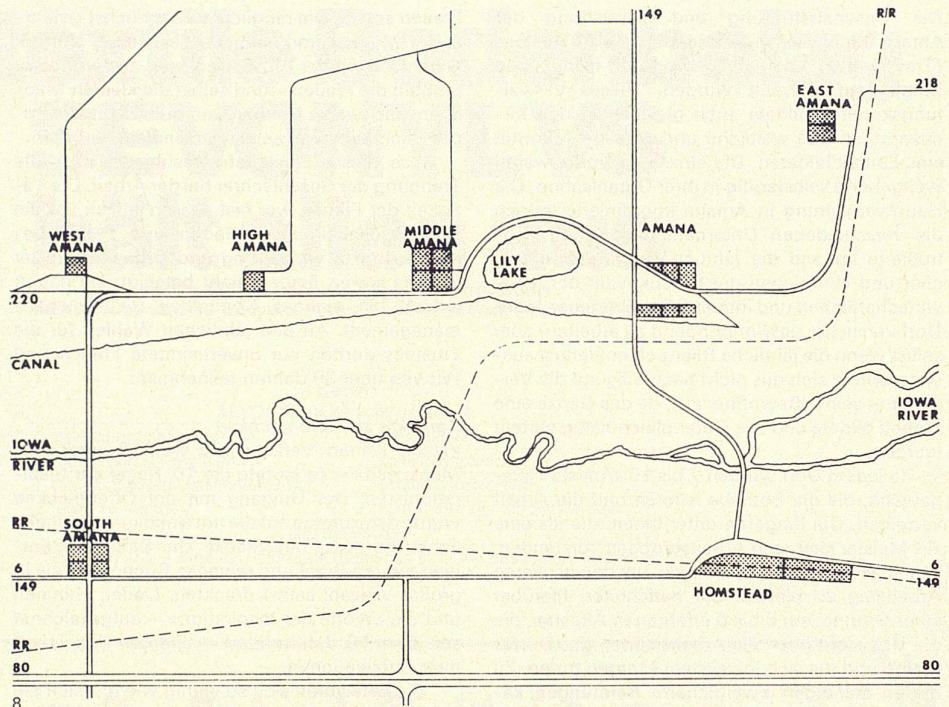 149
R/R
218
EAST
AMANA
WEST
AMANA
HIGH
AMANA
MIDDLE
AMANA
LILY
LAKE
AMANA
220
CANAL
IOWA
RIVER
IOWA
RIVER
RR
SOUTH
AMANA
6
149
6
149
HOMSTEAD
RR
80
80
8